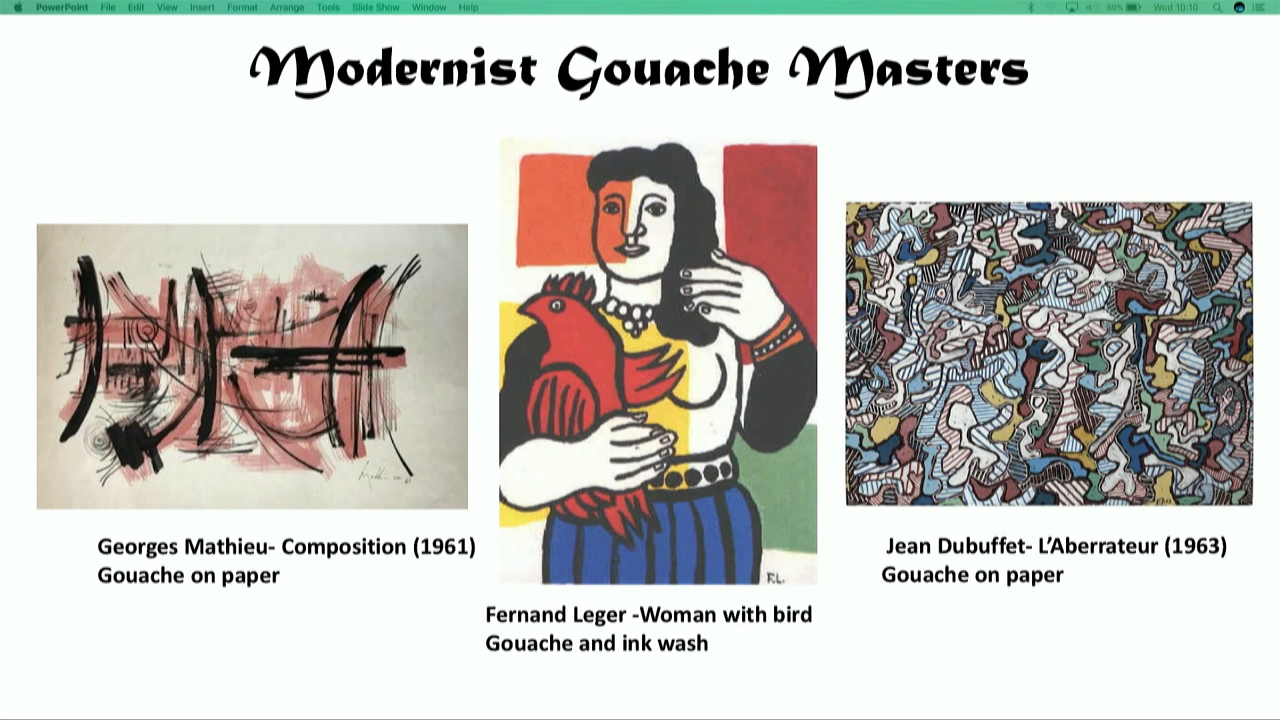 PowerPoint File Edit View Insert Format Arrange Tools Slide Show Window Help 89% Wed 10:10
Modernist Gouache Masters
Georges Mathieu- Composition (1961)
Gouache on paper
F.L.
Fernand Leger -Woman with bird
Gouache and ink wash
Jean Dubuffet- L’Aberrateur (1963)
Gouache on paper